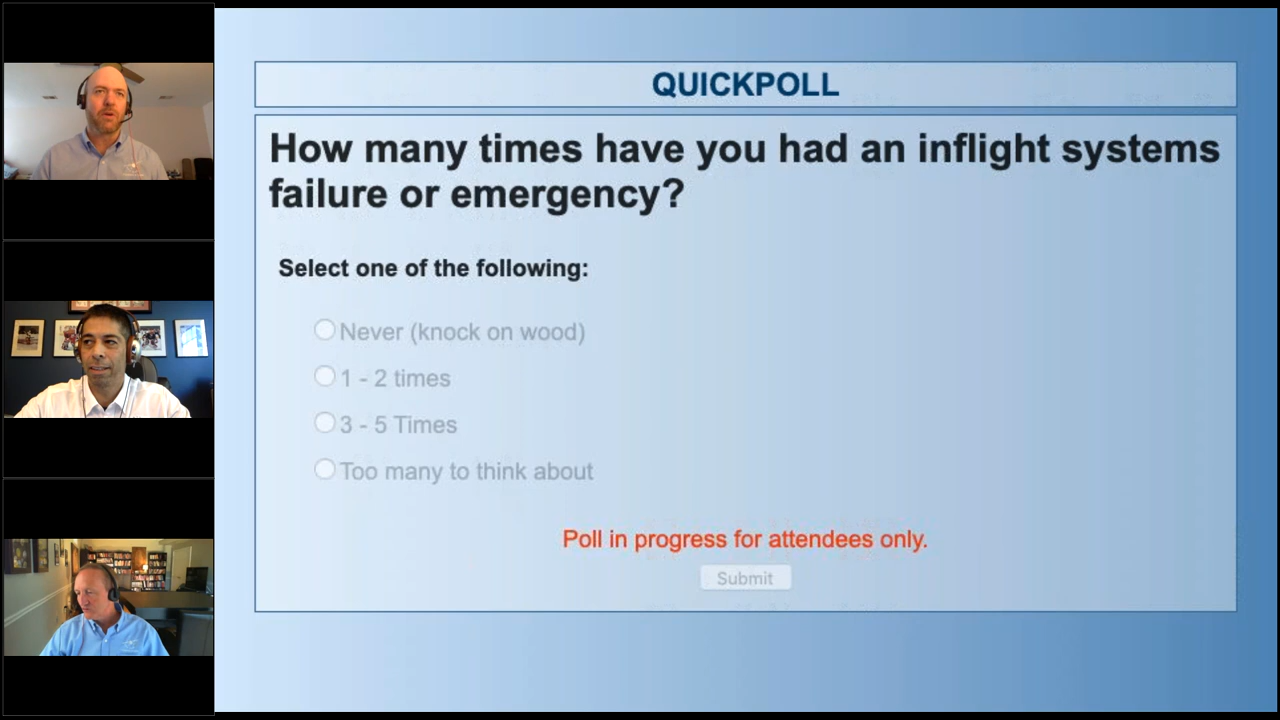 QUICKPOLL
How many times have you had an inflight systems
failure or emergency?
Select one of the following:
Never (knock on wood)
1 - 2 times
3 - 5 Times
Too many to think about
Poll in progress for attendees only.
Submit